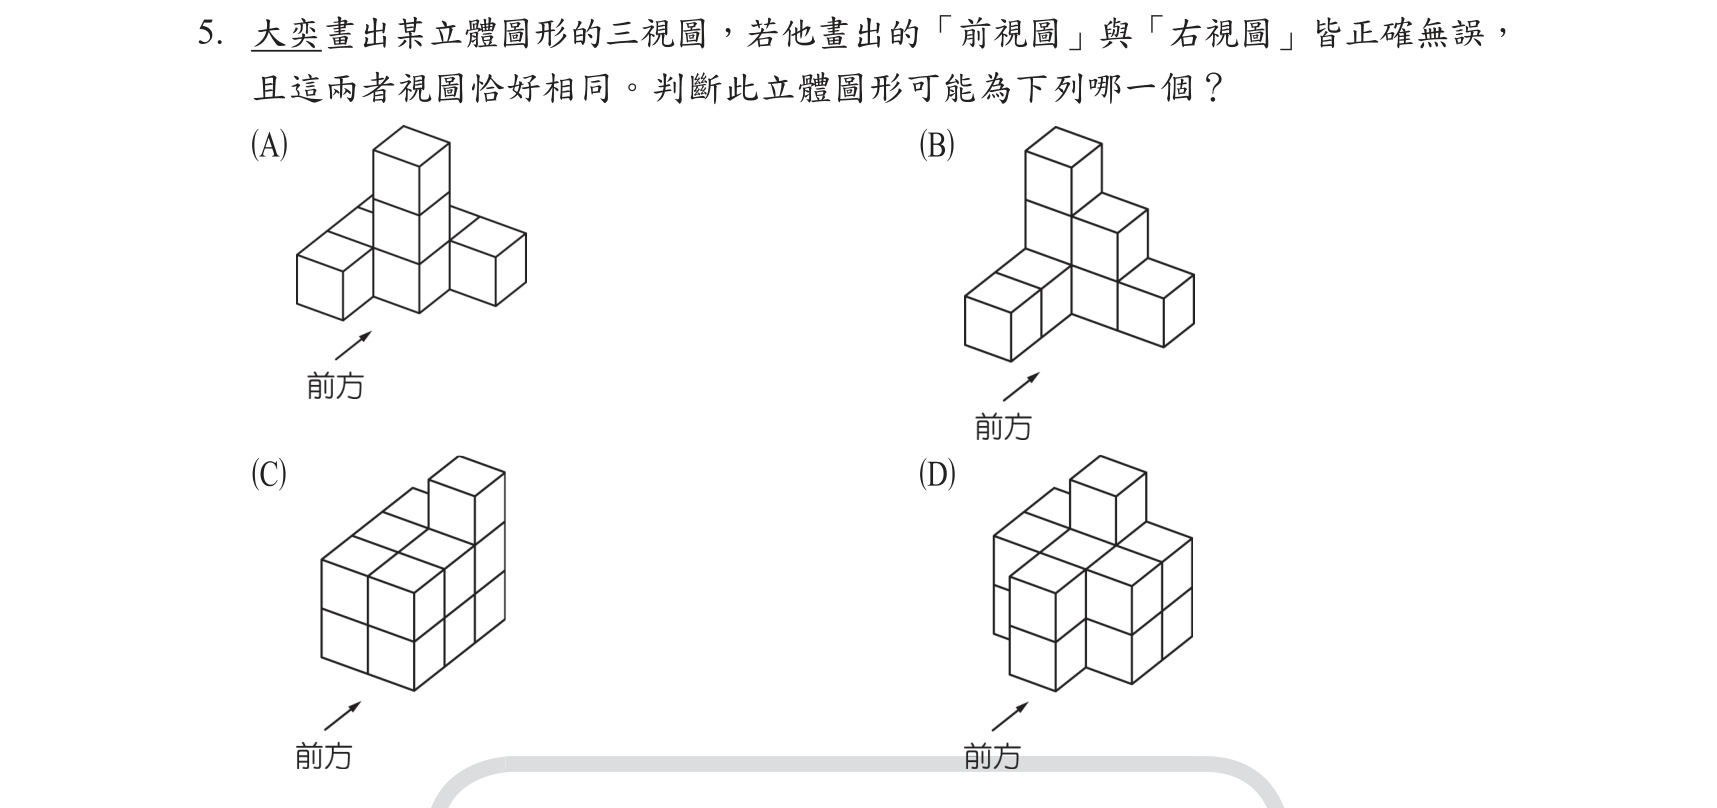 5. 大奕畫出某立體圖形的三視圖，若他畫出的「前視圖」與「右視圖」皆正確無誤，
且這兩者視圖恰好相同。判斷此立體圖形可能為下列哪一個？
(A)
(B)
前方
前方
(C)
(D)
前方
前方